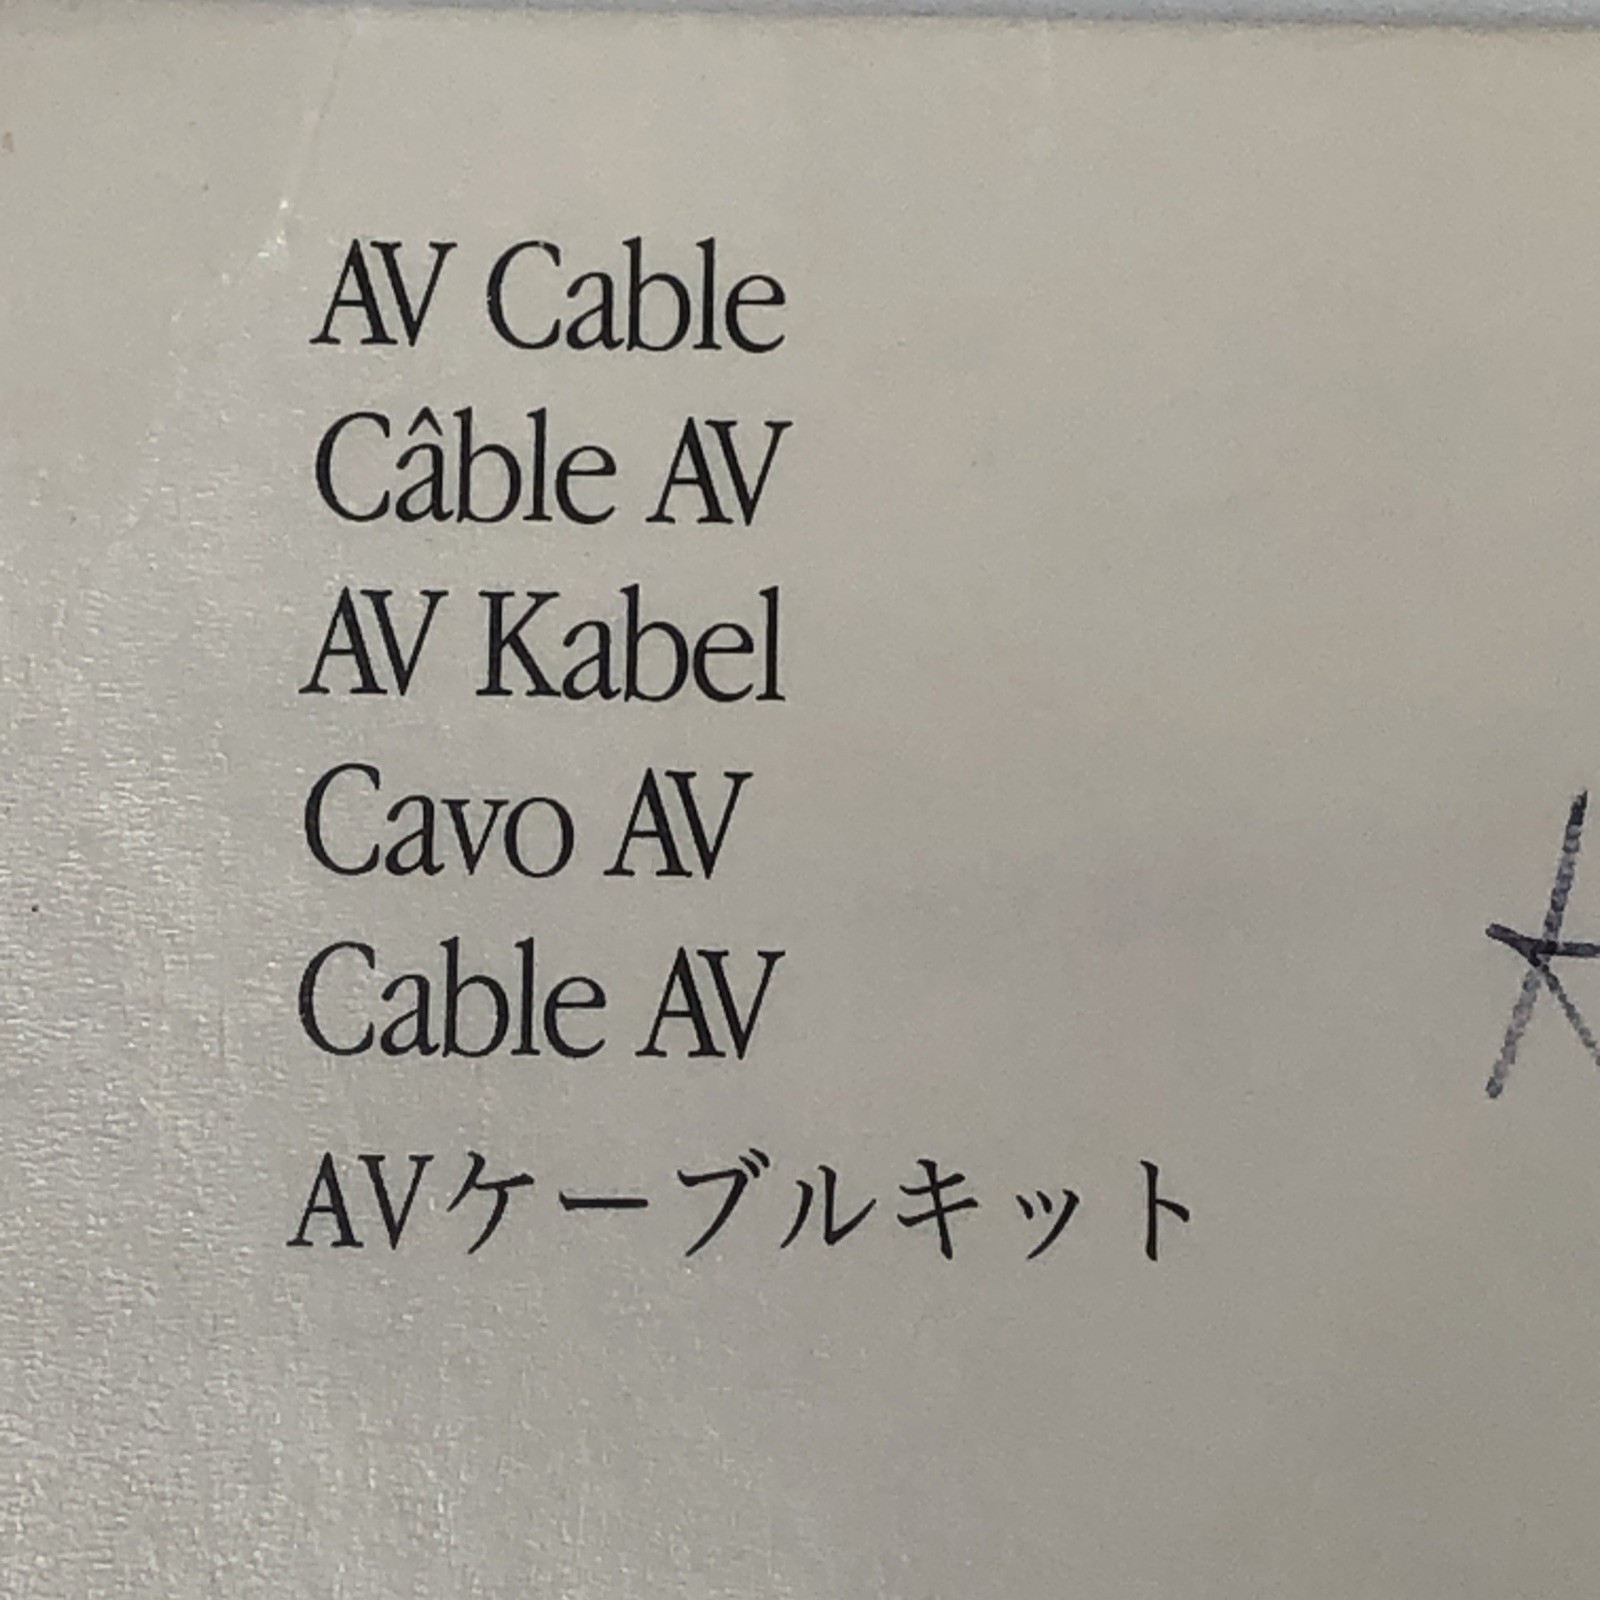 AV Cable
Câble AV
AV Kabel
Cavo AV
Cable AV
AVケーブルキット